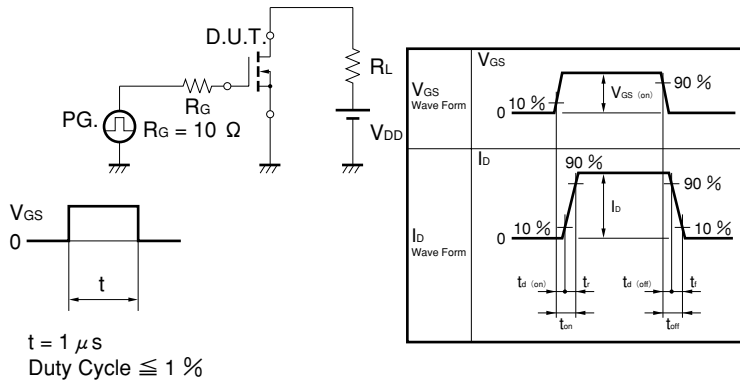 D.U.T.
RL
RG
PG.
RG = 10 Ω
VDD
VGS
0
t
t = 1 μs
Duty Cycle ≦ 1 %
VGS
Wave Form
VGS
10 %
0
VGS (on)
90 %
ID
Wave Form
ID
90 %
90 %
ID
10 %
0
10 %
td (on)
tr
td (off)
tf
ton
toff